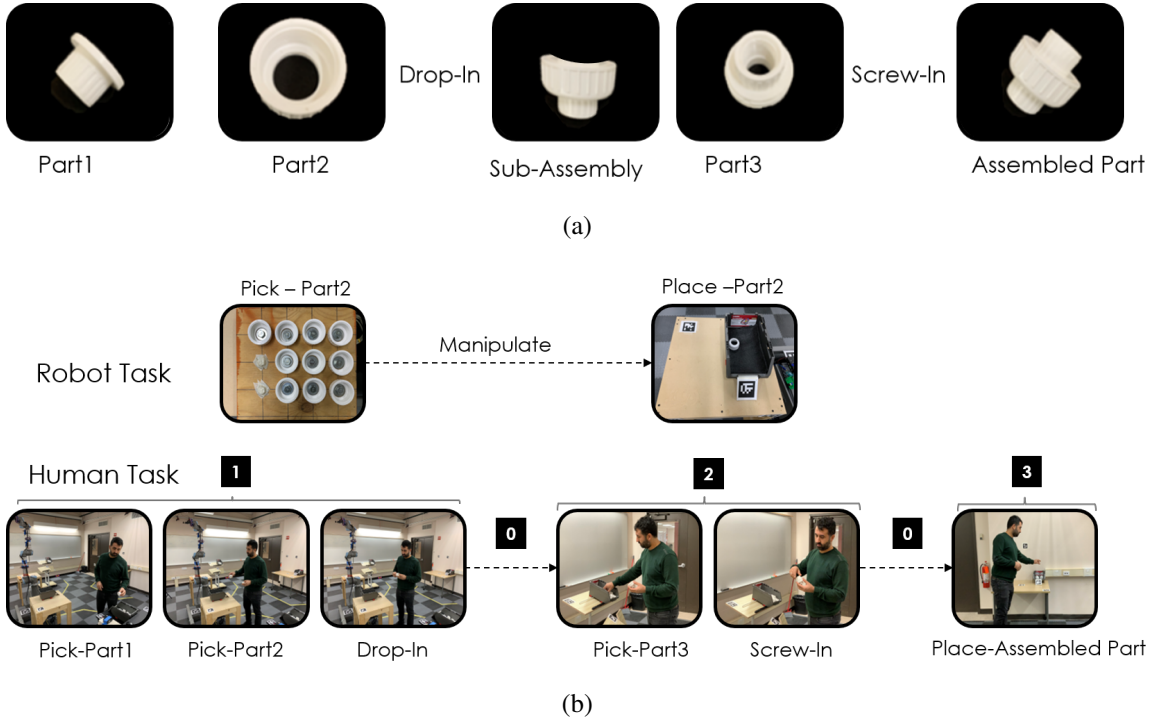 Drop-In
Screw-In
Part1
Part2
Sub-Assembly
Part3
Assembled Part
(a)
Pick – Part2
Place –Part2
Manipulate
Robot Task
Human Task
1
2
3
0
0
Pick-Part1
Pick-Part2
Drop-In
Pick-Part3
Screw-In
Place-Assembled Part
(b)